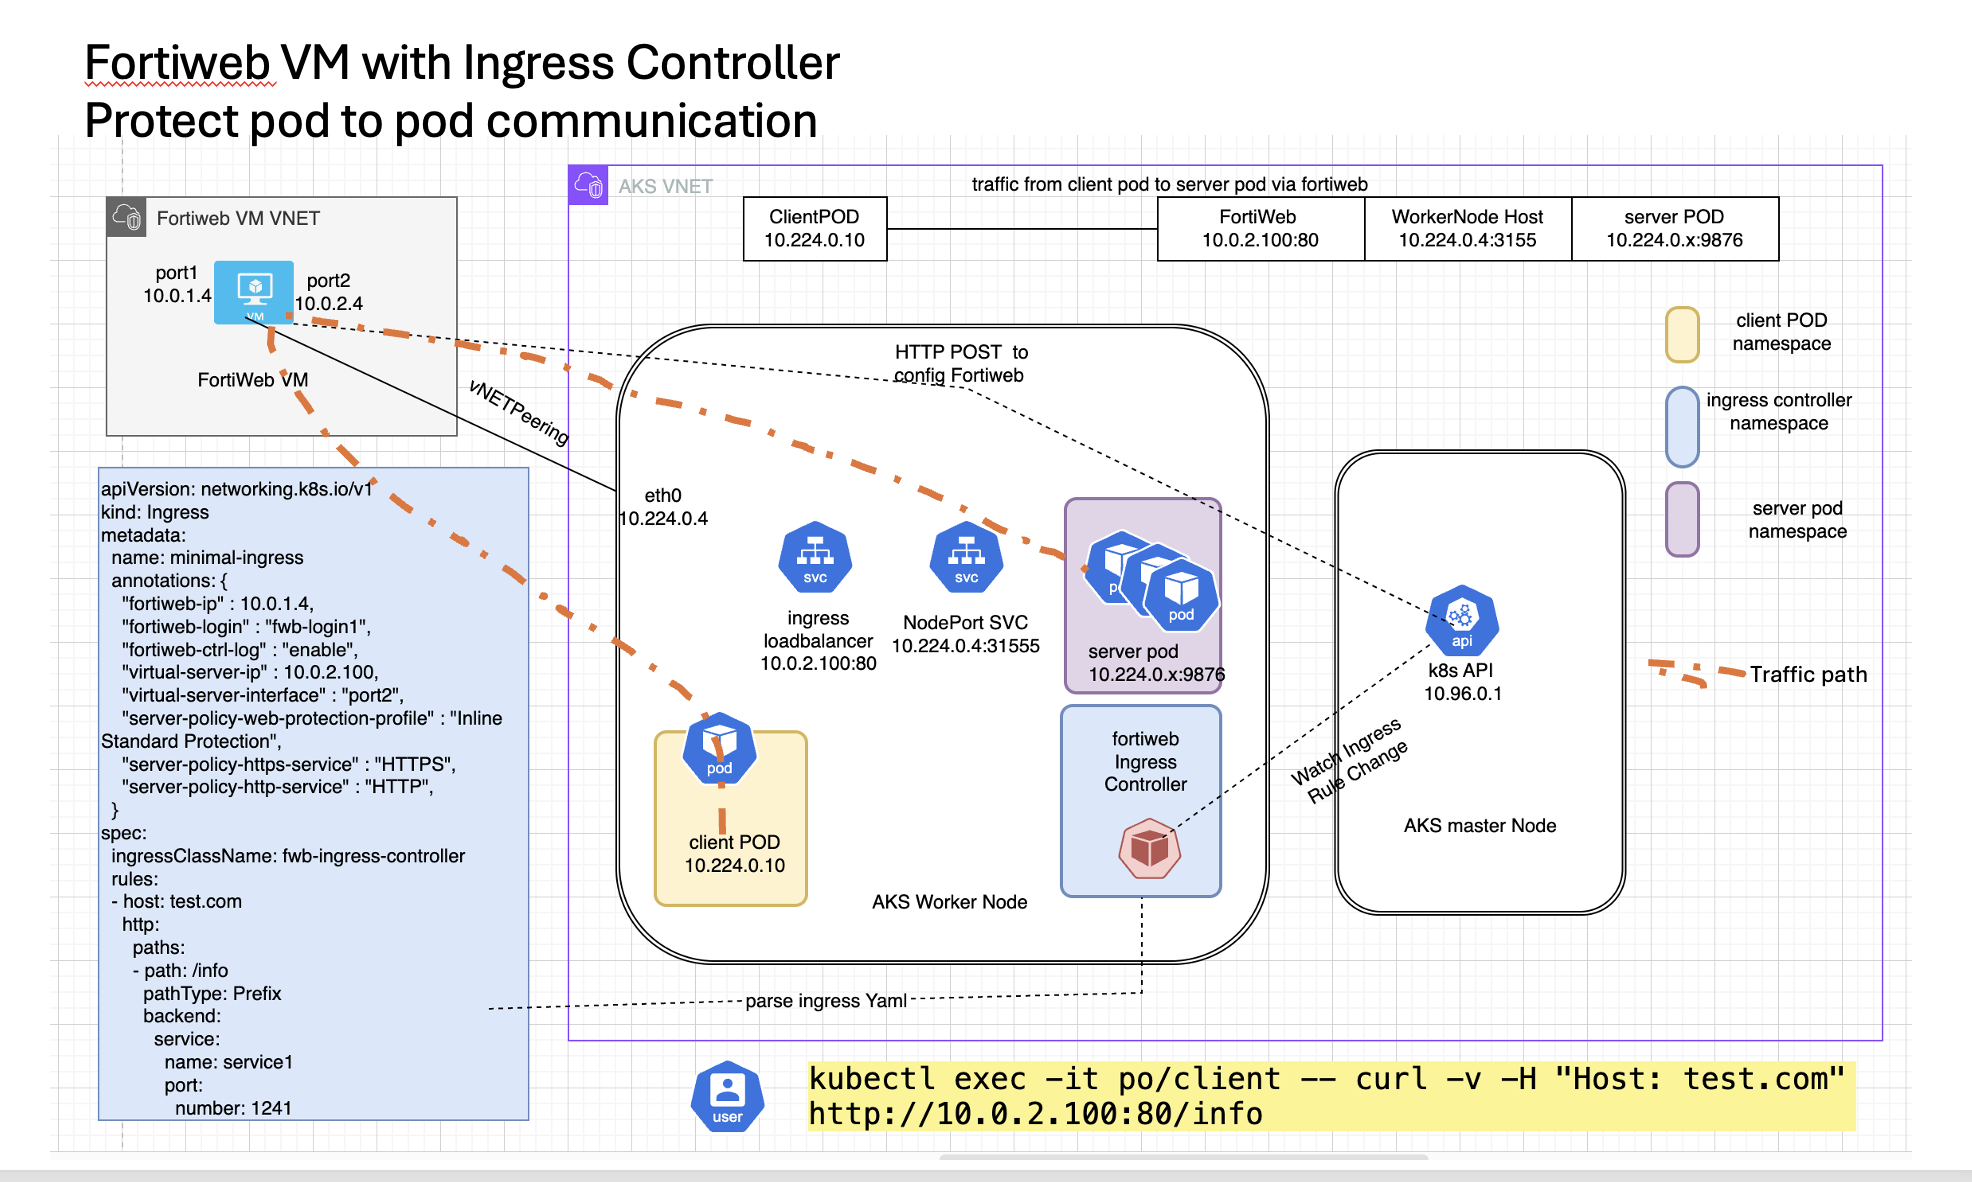 Fortiweb VM with Ingress Controller
Protect pod to pod communication
AKS VNET
traffic from client pod to server pod via fortiweb
ClientPOD
10.224.0.10
FortiWeb
10.0.2.100:80
WorkerNode Host
10.224.0.4:3155
server POD
10.224.0.x:9876
Fortiweb VM VNET
port1
10.0.1.4
VM
port2
10.0.2.4
FortiWeb VM
vNETPeering
HTTP POST to
config Fortiweb
client POD
namespace
ingress controller
namespace
server pod
namespace
eth0
10.224.0.4
svc
ingress
loadbalancer
10.0.2.100:80
svc
NodePort SVC
10.224.0.4:31555
po
pod
server pod
10.224.0.x:9876
api
k8s API
10.96.0.1
Traffic path
pod
client POD
10.224.0.10
fortiweb
Ingress
Controller
Watch Ingress
Rule Change
AKS master Node
AKS Worker Node
parse ingress Yaml
apiVersion: networking.k8s.io/v1
kind: Ingress
metadata:
name: minimal-ingress
annotations: {
"fortiweb-ip" : 10.0.1.4,
"fortiweb-login" : "fwb-login1",
"fortiweb-ctrl-log" : "enable",
"virtual-server-ip" : 10.0.2.100,
"virtual-server-interface" : "port2",
"server-policy-web-protection-profile" : "Inline
Standard Protection",
"server-policy-https-service" : "HTTPS",
"server-policy-http-service" : "HTTP",
}
spec:
ingressClassName: fwb-ingress-controller
rules:
- host: test.com
http:
paths:
- path: /info
pathType: Prefix
backend:
service:
name: service1
port:
number: 1241
user
kubectl exec -it po/client -- curl -v -H "Host: test.com"
http://10.0.2.100:80/info